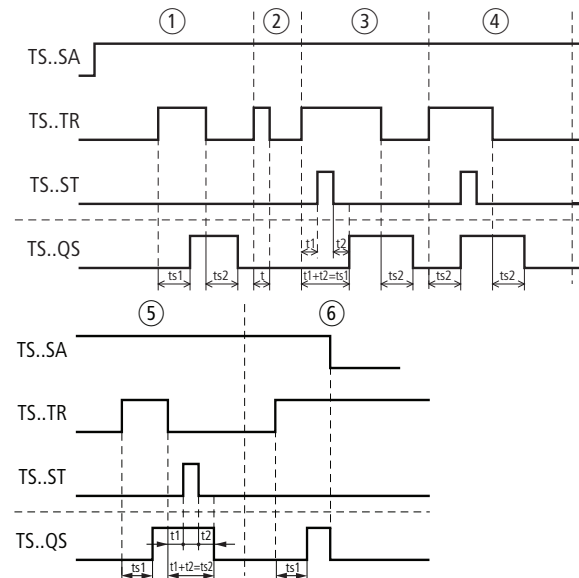 ① ② ③ ④
TS..SA
TS..TR
TS..ST
t1 t2
TS..QS
ts1 ts2 t t1+t2=ts1 ts2 ts2 ts2
⑤ ⑥
TS..SA
TS..TR
TS..ST
TS..QS
t1 t2
ts1 t1+t2=ts2 ts1